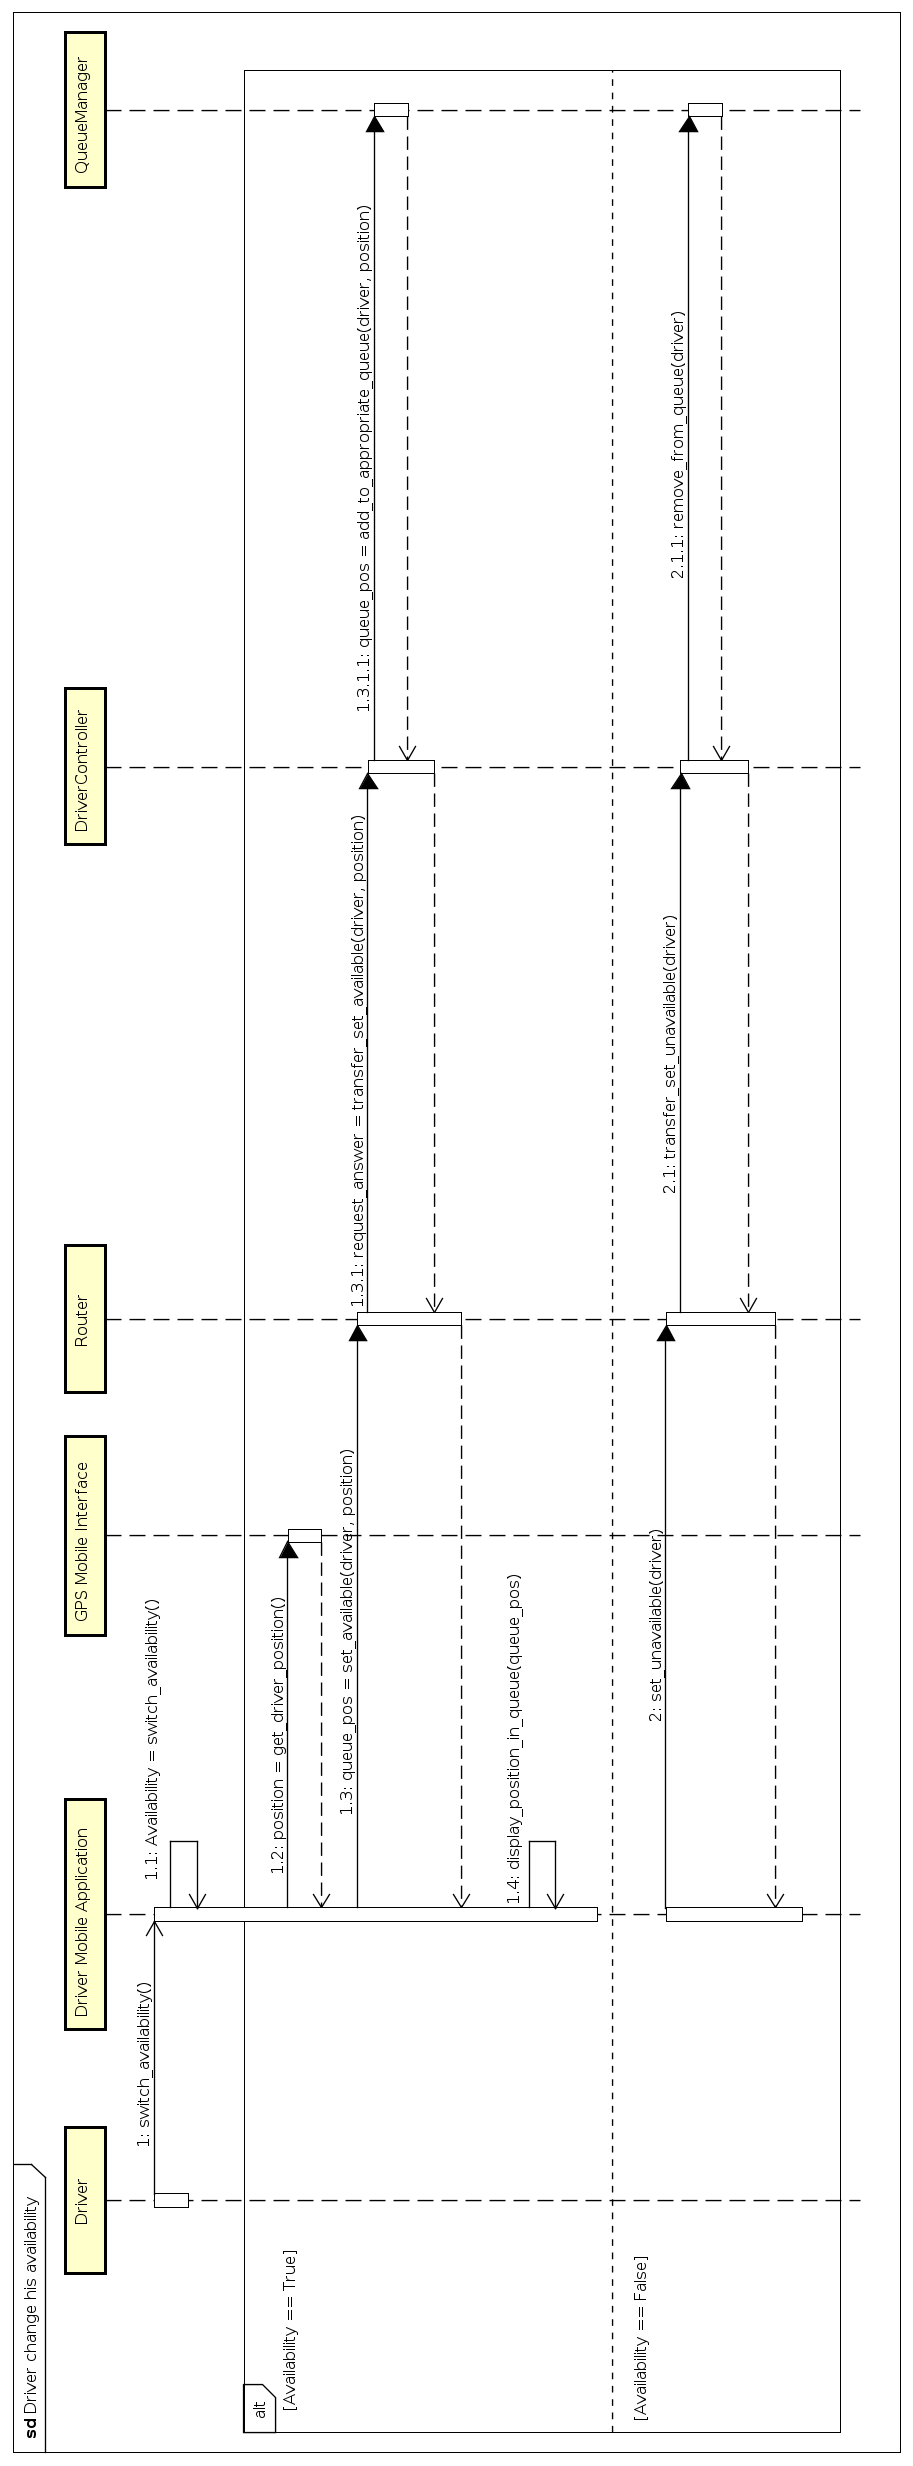 sd Driver change his availability
Driver
Driver Mobile Application
GPS Mobile Interface
Router
DriverController
QueueManager
1: switch_availability()
1.1: Availability = switch_availability()
alt
[Availability == True]
1.2: position = get_driver_position()
1.3: queue_pos = set_available(driver, position)
1.3.1: request_answer = transfer_set_available(driver, position)
1.3.1.1: queue_pos = add_to_appropriate_queue(driver, position)
1.4: display_position_in_queue(queue_pos)
[Availability == False]
2: set_unavailable(driver)
2.1: transfer_set_unavailable(driver)
2.1.1: remove_from_queue(driver)